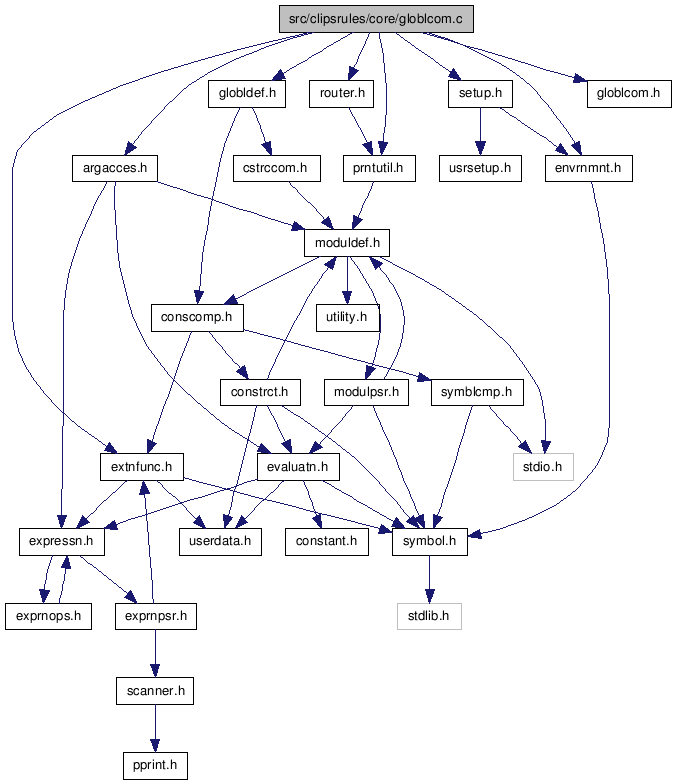 src/clipsrules/core/globlcom.c
globldef.h
router.h
setup.h
globlcom.h
argacces.h
cstrccom.h
prntutil.h
usrsetup.h
envrnmnt.h
moduldef.h
conscomp.h
utility.h
constrct.h
modulpsr.h
symblcmp.h
extnfunc.h
evaluatn.h
stdio.h
expressn.h
userdata.h
constant.h
symbol.h
exprnops.h
exprnpsr.h
stdlib.h
scanner.h
pprint.h